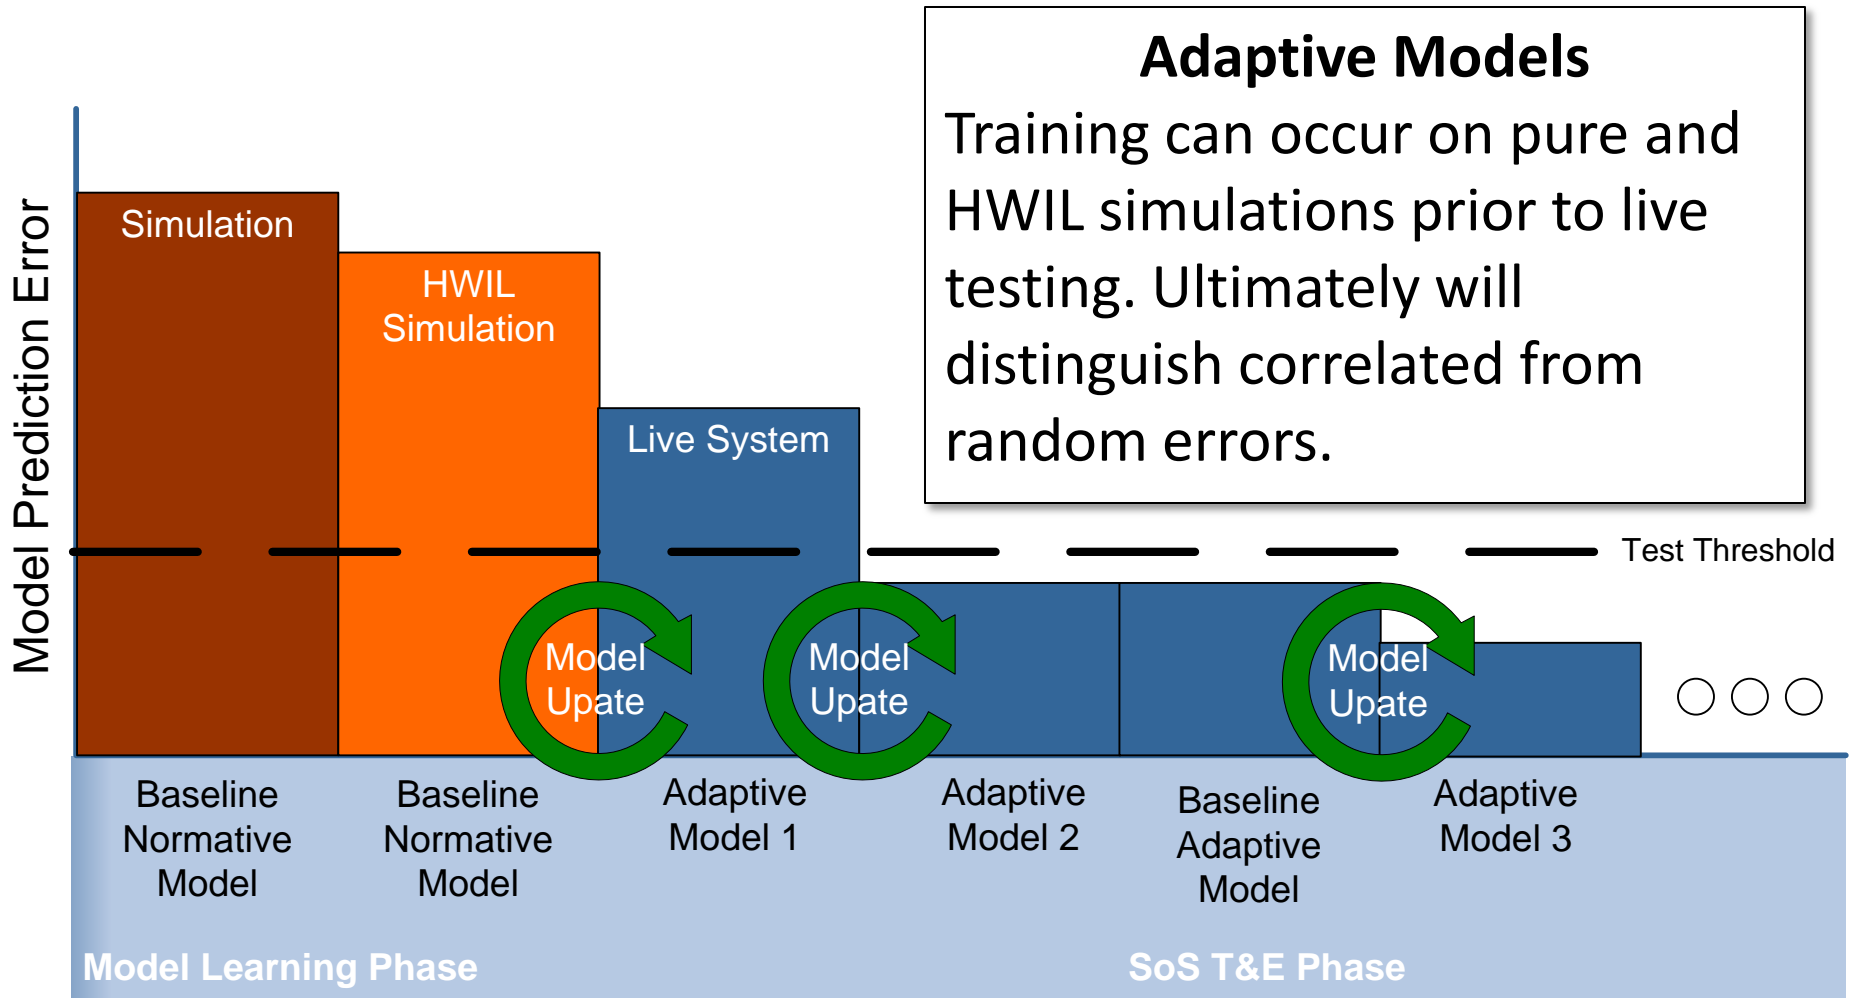 Adaptive Models
Training can occur on pure and
HWIL simulations prior to live
testing. Ultimately will
distinguish correlated from
random errors.
Model Prediction Error
Simulation
HWIL
Simulation
Live System
Test Threshold
Model
Upate
Model
Upate
Model
Upate
Baseline
Normative
Model
Baseline
Normative
Model
Adaptive
Model 1
Adaptive
Model 2
Baseline
Adaptive
Model
Adaptive
Model 3
Model Learning Phase
SoS T&E Phase